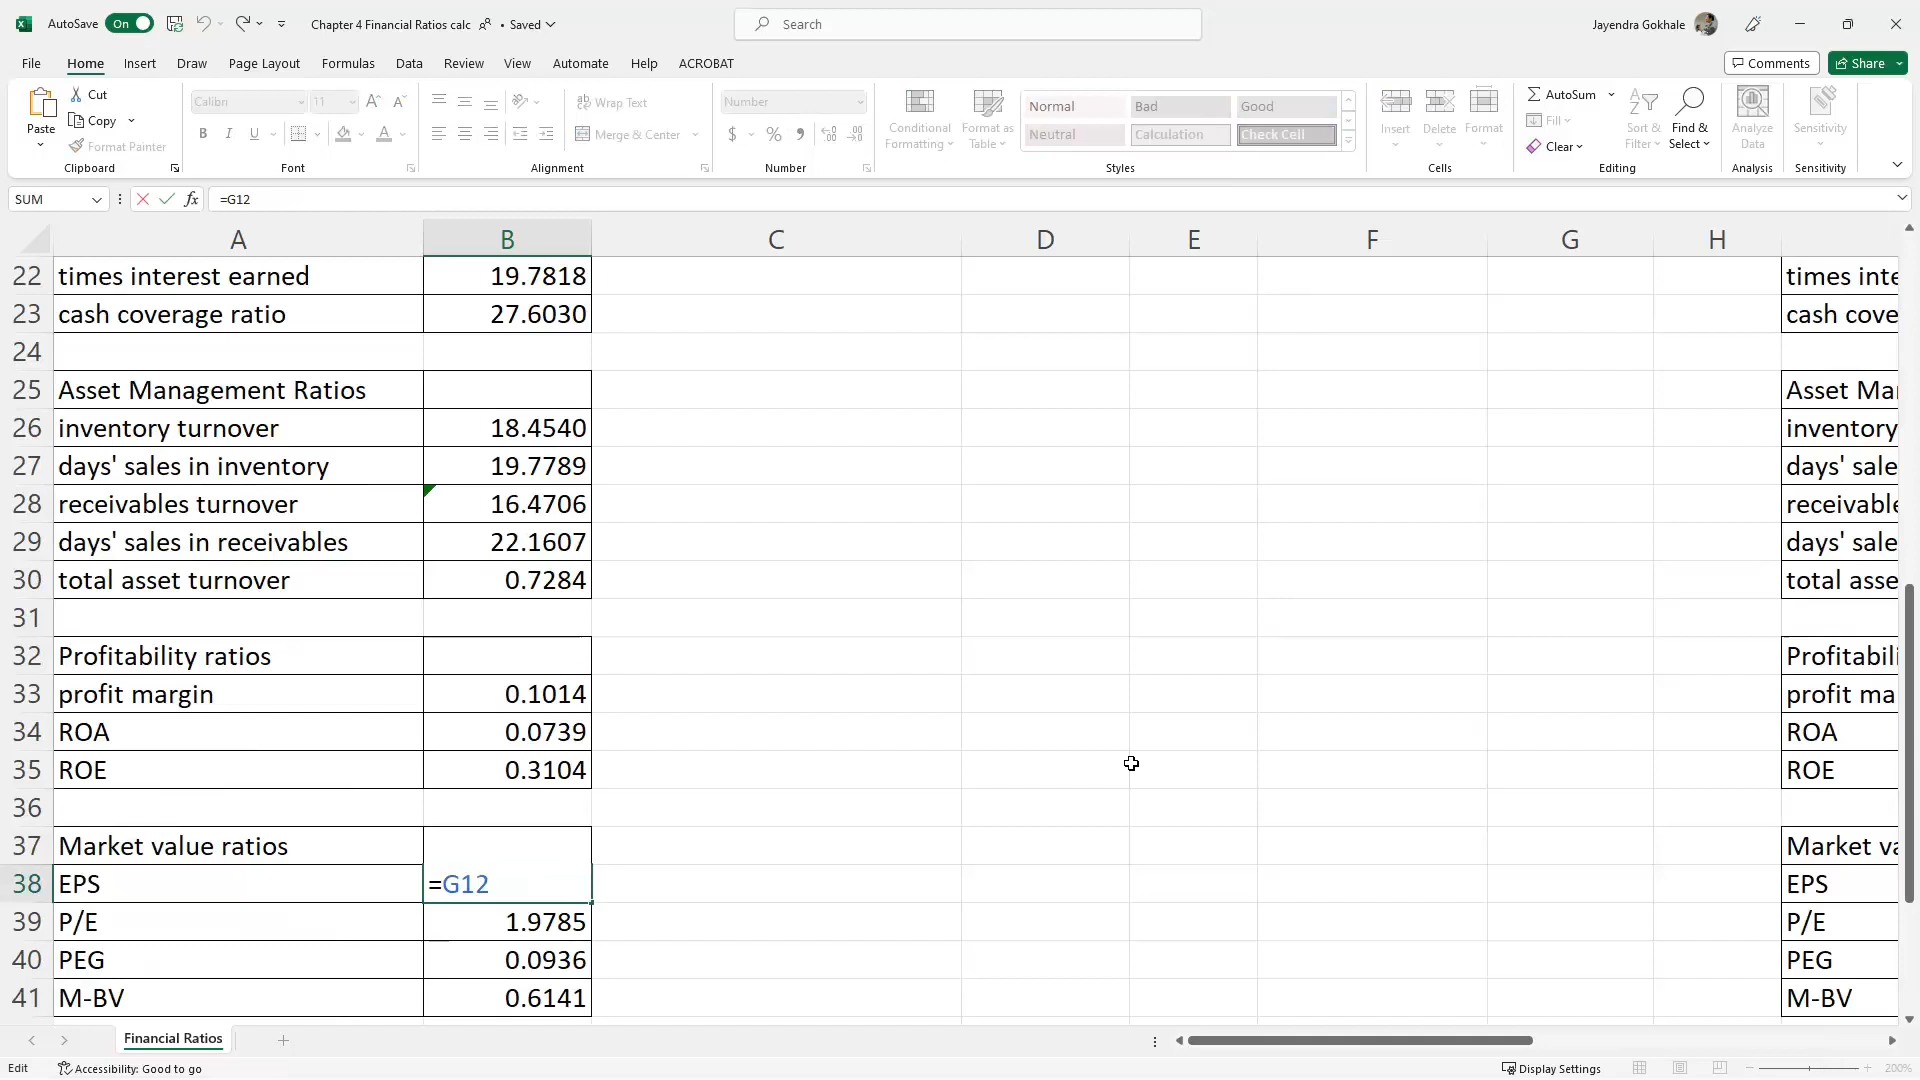 AutoSave On Chapter 4 Financial Ratios calc • Saved Search Jayendra Gokhale
File Home Insert Draw Page Layout Formulas Data Review View Automate Help ACROBAT Comments Share
Paste Cut Copy Format Painter Clipboard
Calibri 11 B I U A Font
ab Wrap Text Merge & Center Alignment
Number $ % , Number
Conditional Formatting Format as Table Normal Bad Good Neutral Calculation Check Cell Styles
Insert Delete Format Cells
AutoSum Fill Clear Sort & Filter Find & Select Editing
Analyze Data Analysis
Sensitivity Sensitivity
SUM fx =G12
A B C D E F G H
22 times interest earned 19.7818 times inte
23 cash coverage ratio 27.6030 cash cove
24
25 Asset Management Ratios Asset Ma
26 inventory turnover 18.4540 inventory
27 days' sales in inventory 19.7789 days' sale
28 receivables turnover 16.4706 receivable
29 days' sales in receivables 22.1607 days' sale
30 total asset turnover 0.7284 total asse
31
32 Profitability ratios Profitabili
33 profit margin 0.1014 profit ma
34 ROA 0.0739 ROA
35 ROE 0.3104 ROE
36
37 Market value ratios Market va
38 EPS =G12 EPS
39 P/E 1.9785 P/E
40 PEG 0.0936 PEG
41 M-BV 0.6141 M-BV
Financial Ratios
Edit Accessibility: Good to go Display Settings 200%